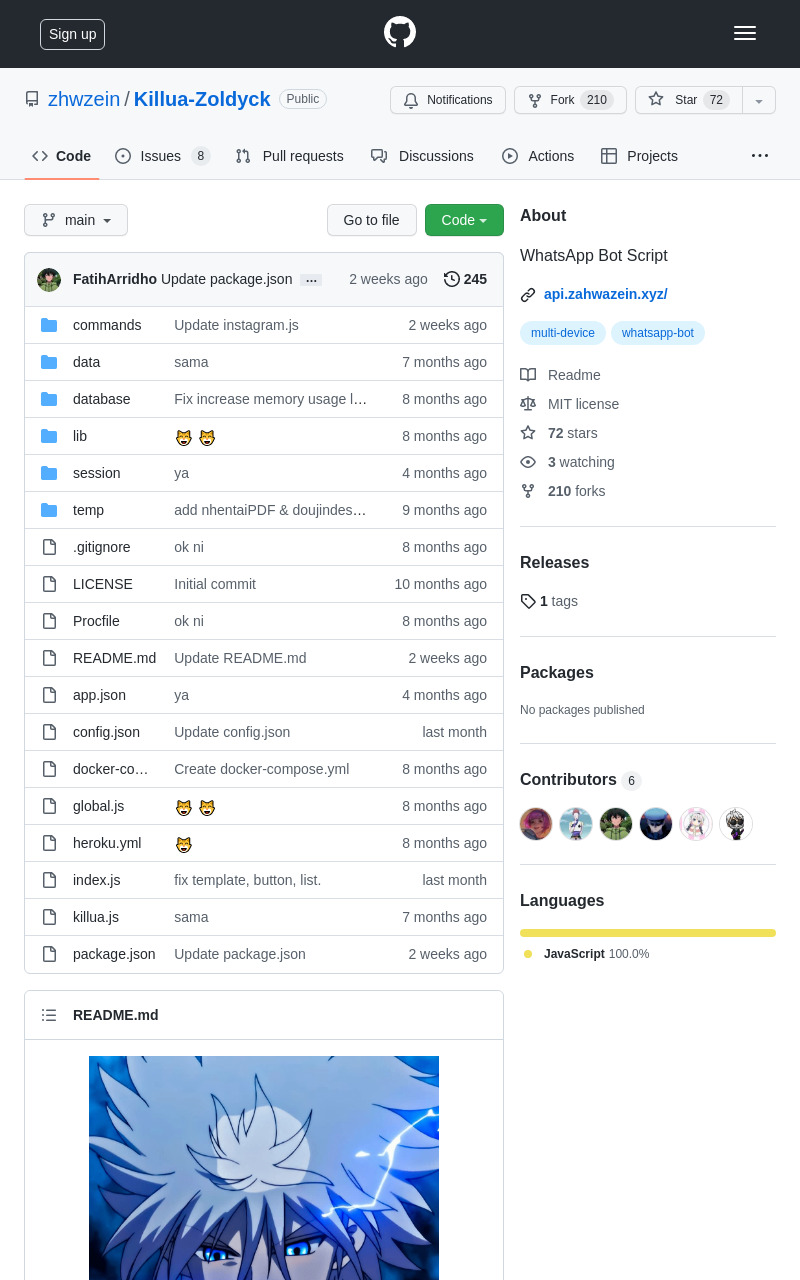 Sign up
zhwzein / Killua-Zoldyck Public
Notifications
Fork 210
Star 72
Code
Issues 8
Pull requests
Discussions
Actions
Projects
main
Go to file
Code
FatihArridho Update package.json ... 2 weeks ago 245
commands Update instagram.js 2 weeks ago
data sama 7 months ago
database Fix increase memory usage l… 8 months ago
lib 😹 😹 8 months ago
session ya 4 months ago
temp add nhentaiPDF & doujindes… 9 months ago
.gitignore ok ni 8 months ago
LICENSE Initial commit 10 months ago
Procfile ok ni 8 months ago
README.md Update README.md 2 weeks ago
app.json ya 4 months ago
config.json Update config.json last month
docker-co… Create docker-compose.yml 8 months ago
global.js 😹 😹 8 months ago
heroku.yml 😹 8 months ago
index.js fix template, button, list. last month
killua.js sama 7 months ago
package.json Update package.json 2 weeks ago
README.md
About
WhatsApp Bot Script
api.zahwazein.xyz/
multi-device whatsapp-bot
Readme
MIT license
72 stars
3 watching
210 forks
Releases
1 tags
Packages
No packages published
Contributors 6
Languages
JavaScript 100.0%